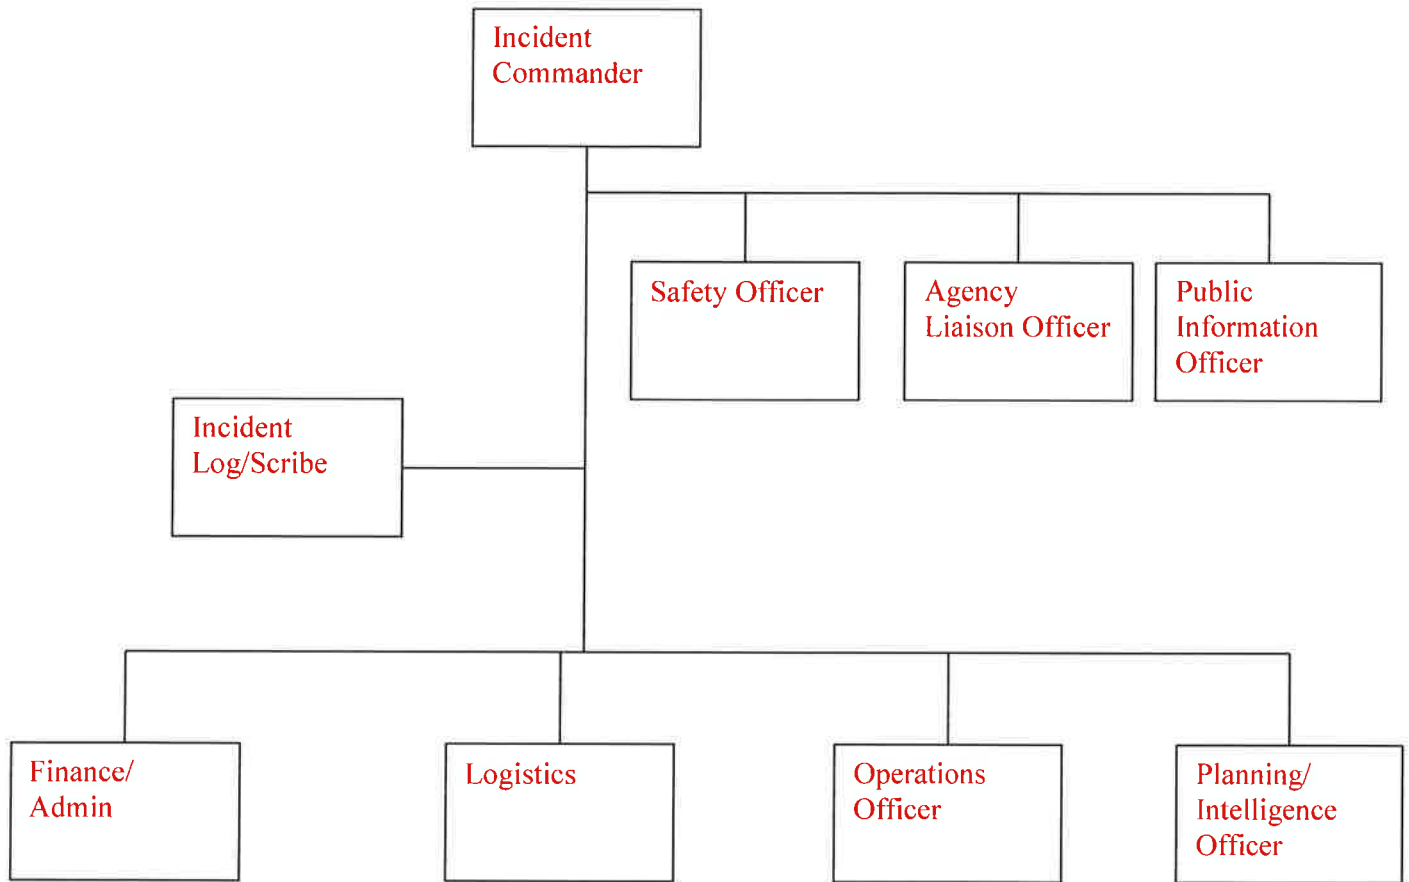 Incident
Commander
Safety Officer
Agency
Liaison Officer
Public
Information
Officer
Incident
Log/Scribe
Finance/
Admin
Logistics
Operations
Officer
Planning/
Intelligence
Officer